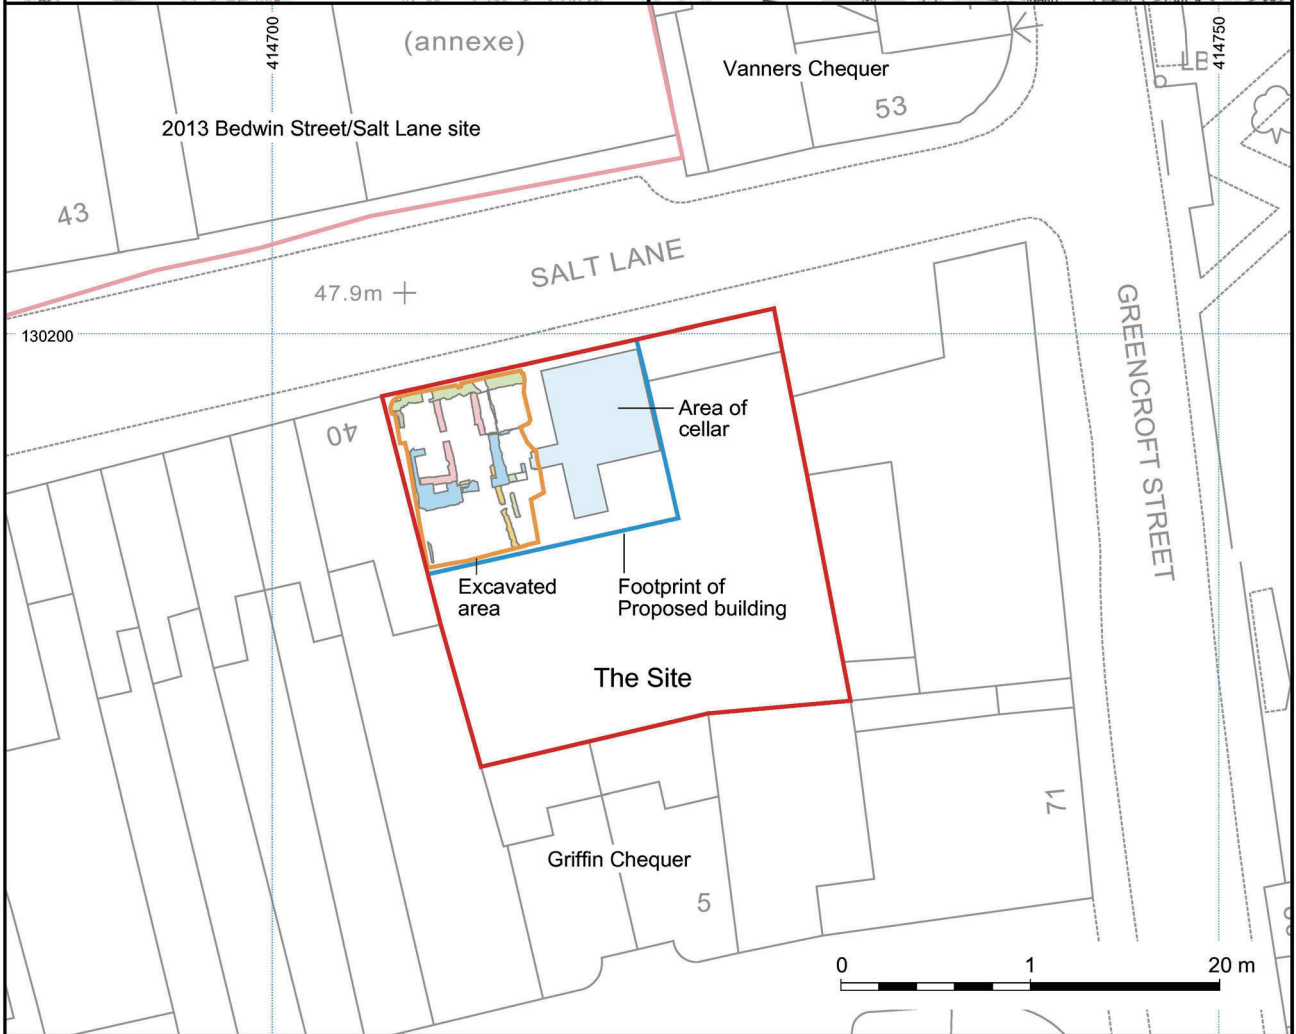 414700
(annexe)
Vanners Chequer
LB
414750
53
2013 Bedwin Street/Salt Lane site
43
SALT LANE
47.9m
130200
GREENCROFT STREET
40
Area of
cellar
Excavated
area
Footprint of
Proposed building
The Site
71
Griffin Chequer
5
0 1 20 m